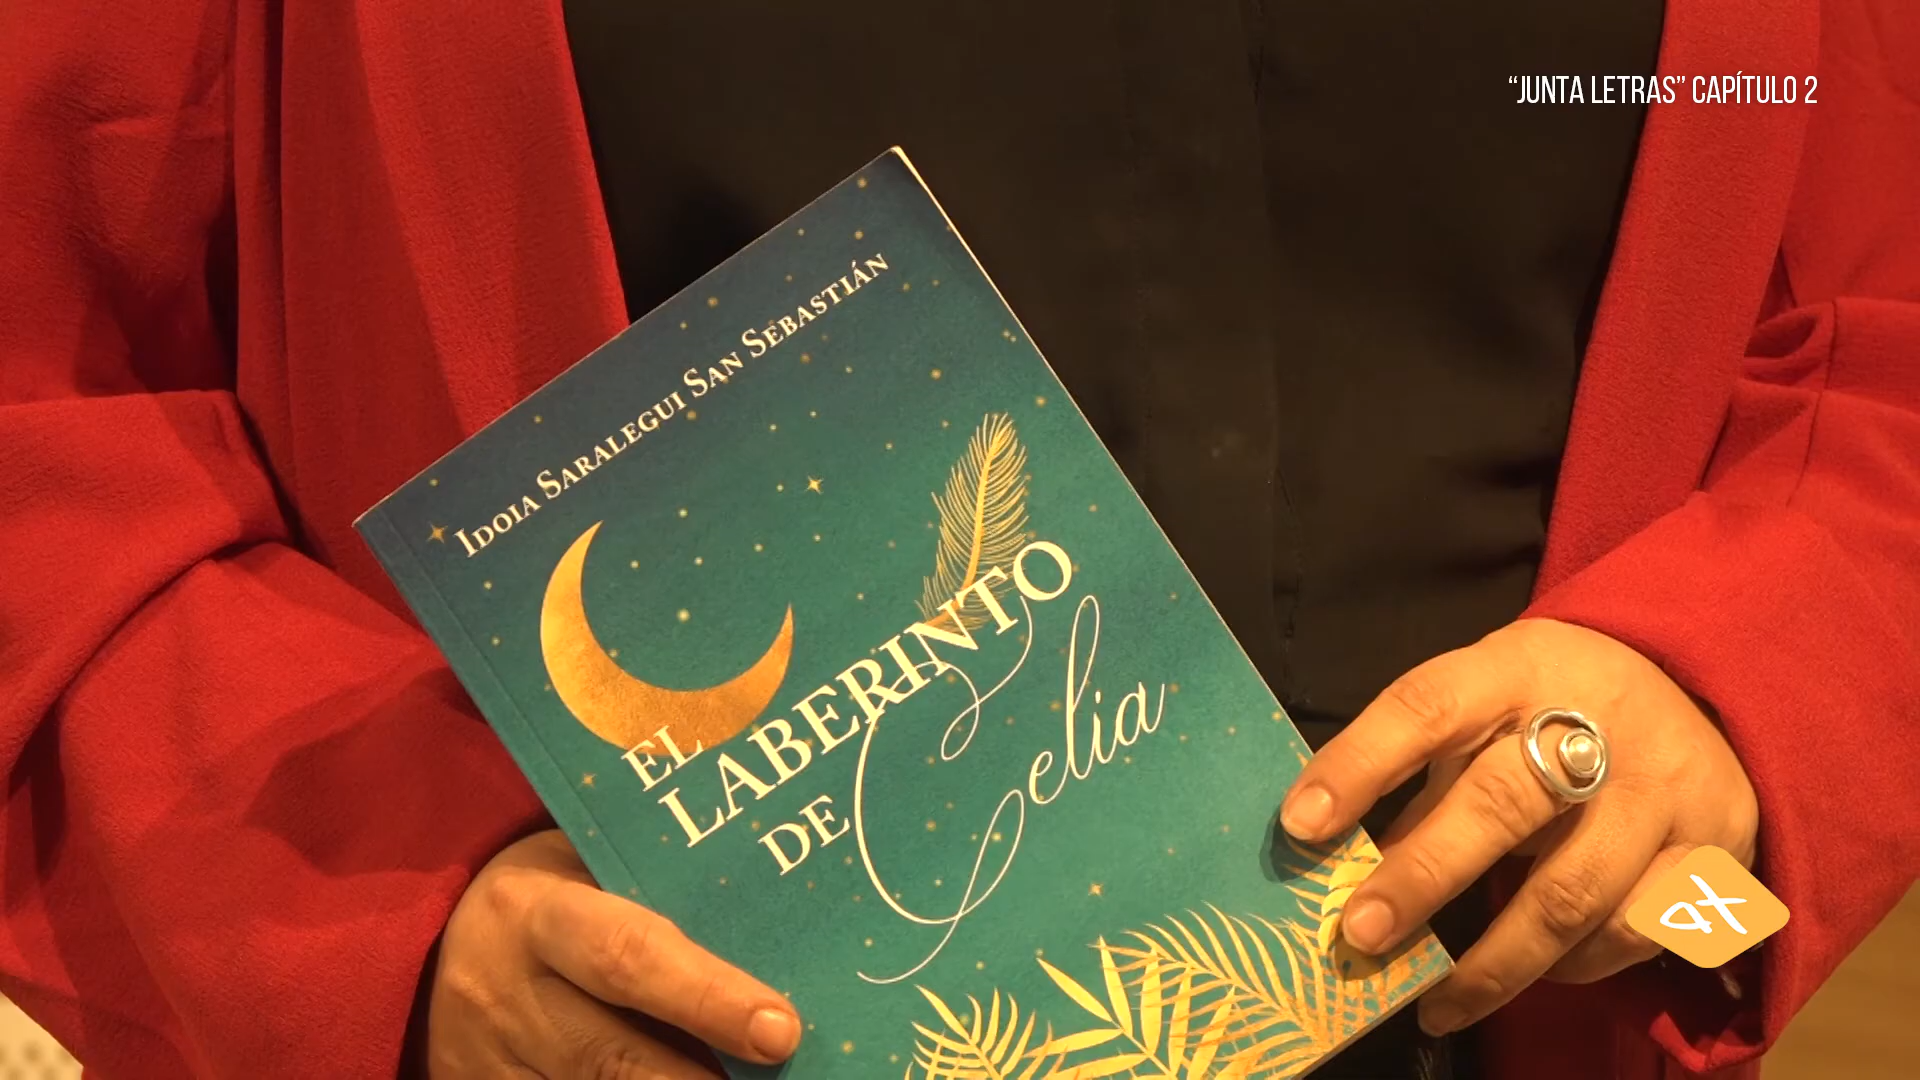 “JUNTA LETRAS” CAPÍTULO 2
IDOIA SARALEGUI SAN SEBASTIÁN
EL
LABERINTO
DE Celia